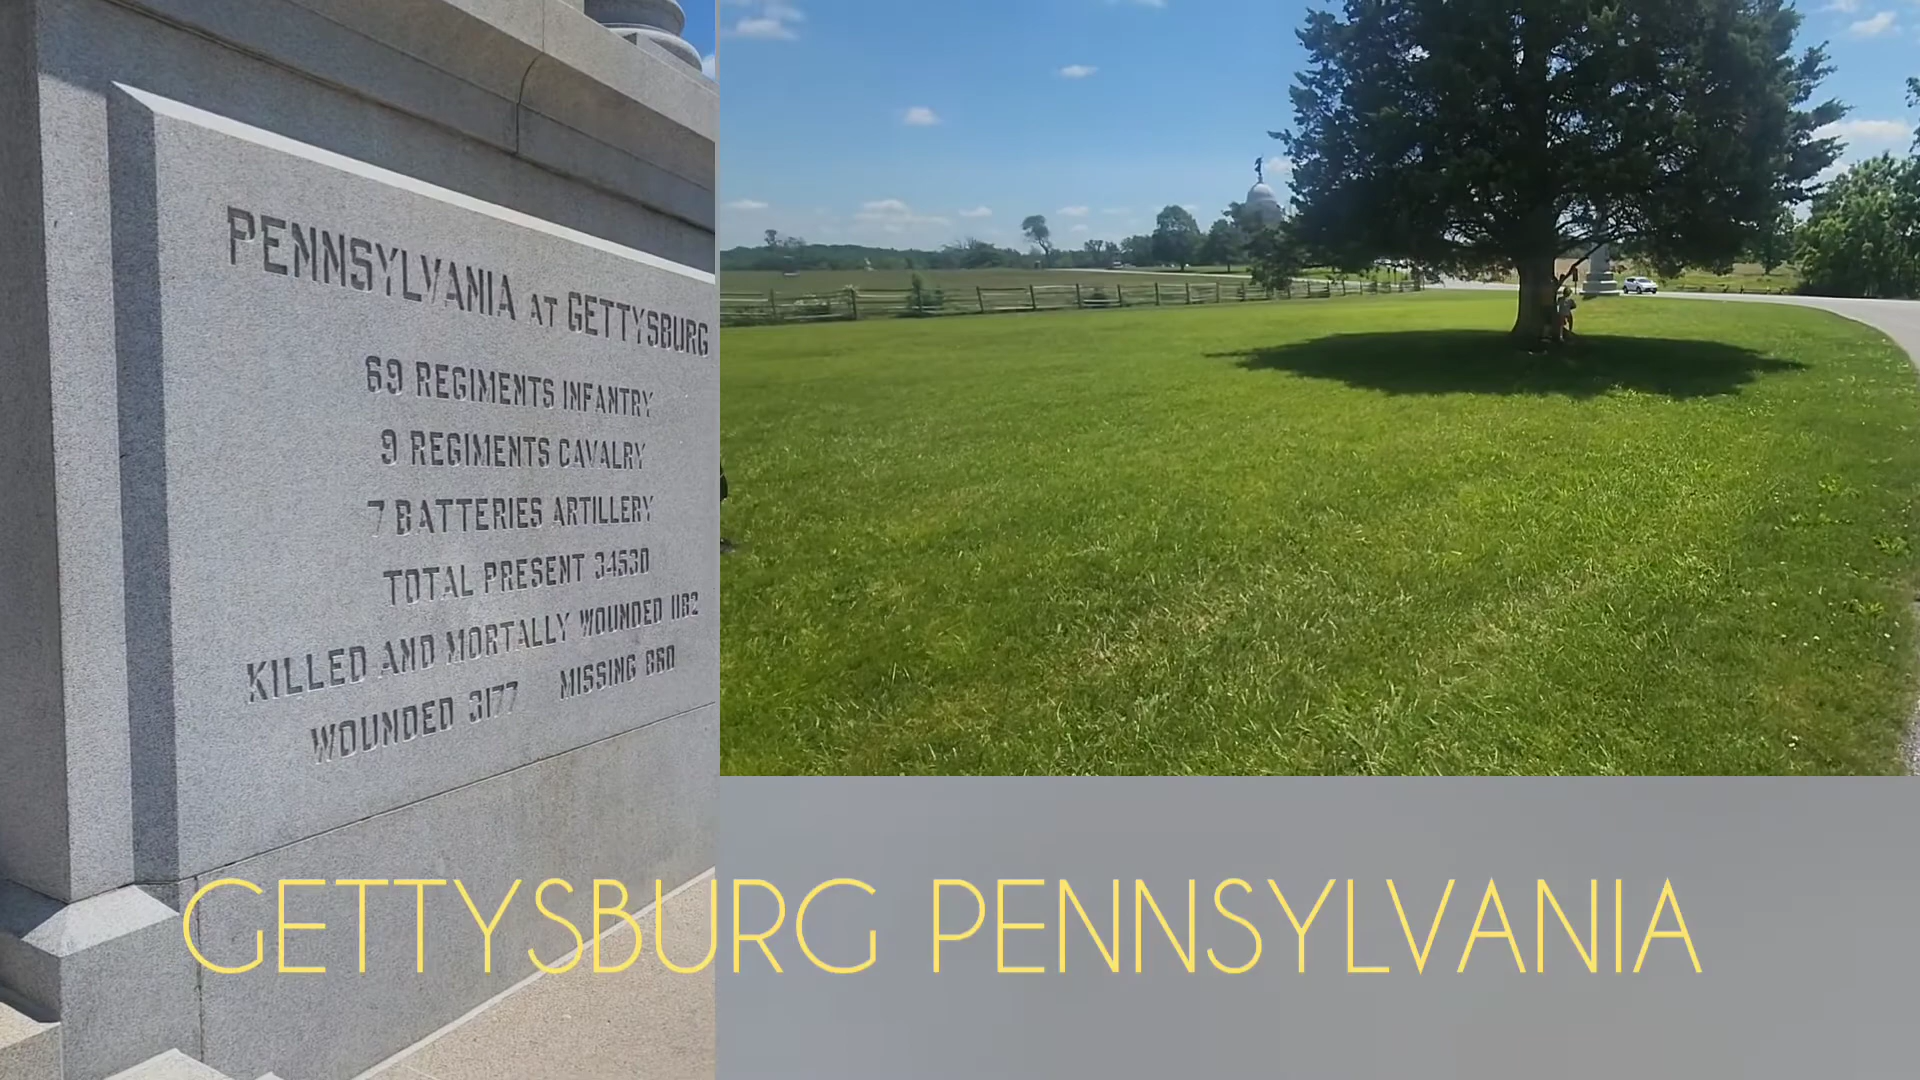 PENNSYLVANIA AT GETTYSBURG
69 REGIMENTS INFANTRY
9 REGIMENTS CAVALRY
7 BATTERIES ARTILLERY
TOTAL PRESENT 34530
KILLED AND MORTALLY WOUNDED 1182
WOUNDED 3177 MISSING 860
GETTYSBURG PENNSYLVANIA